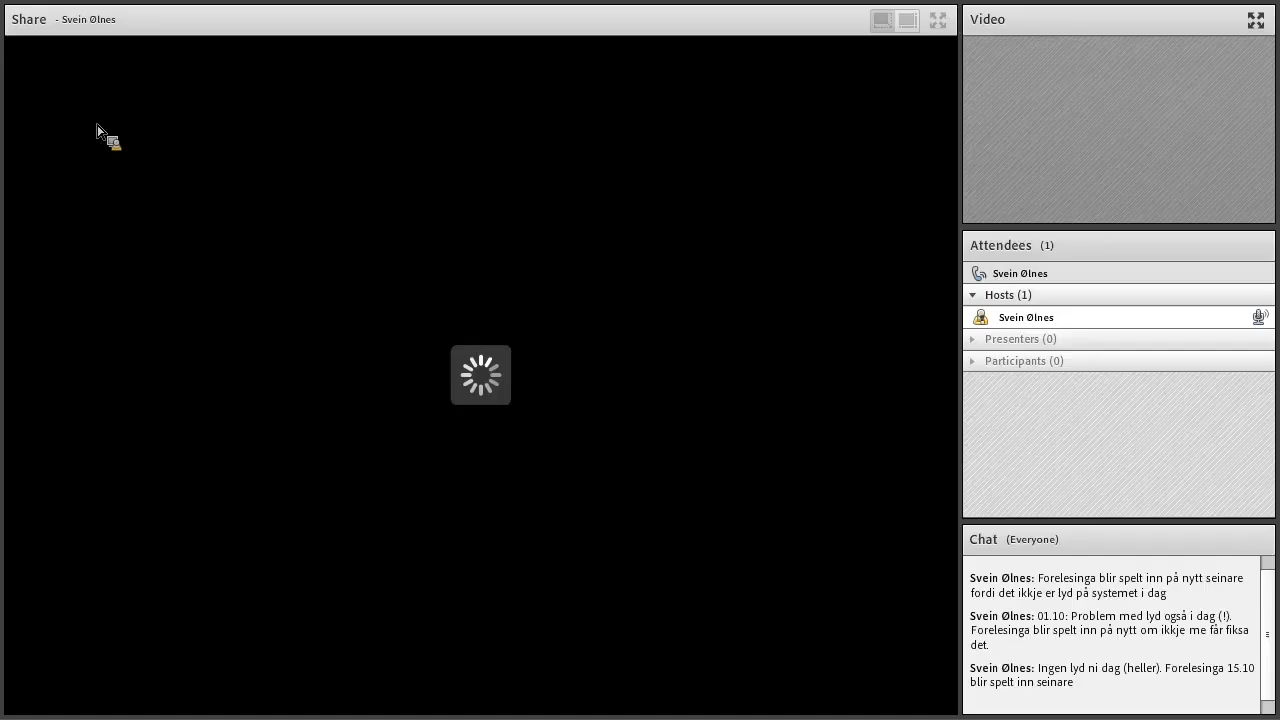 Share - Svein Ølnes
Video
Attendees (1)
Svein Ølnes
Hosts (1)
Svein Ølnes
Presenters (0)
Participants (0)
Chat (Everyone)
Svein Ølnes: Forelesinga blir spelt inn på nytt seinare
fordi det ikkje er lyd på systemet i dag
Svein Ølnes: 01.10: Problem med lyd også i dag (!).
Forelesinga blir spelt inn på nytt om ikkje me får fiksa
det.
Svein Ølnes: Ingen lyd ni dag (heller). Forelesinga 15.10
blir spelt inn seinare